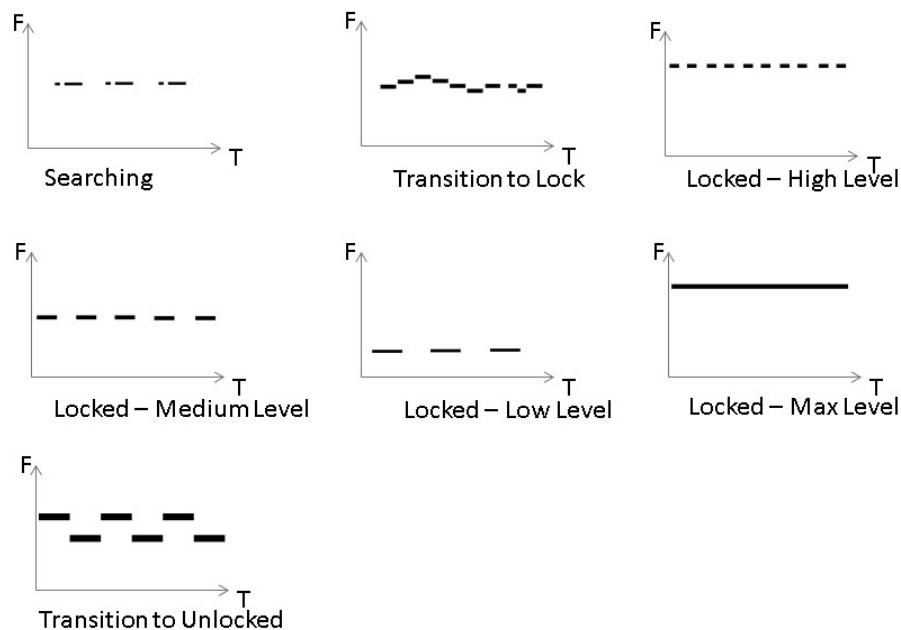 F
T
Searching
F
T
Transition to Lock
F
T
Locked – High Level
F
T
Locked – Medium Level
F
T
Locked – Low Level
F
T
Locked – Max Level
F
T
Transition to Unlocked